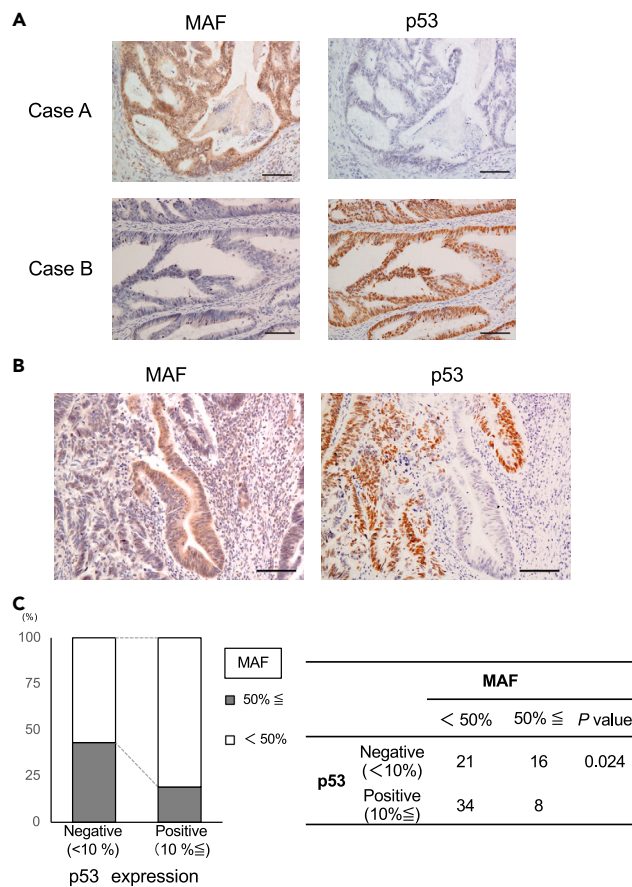 A
MAF
p53
Case A
Case B
B
MAF
p53
C
(%)
100
75
50
25
0
Negative
(<10 %)
Positive
(10 %≦)
p53 expression
MAF
50% ≦
< 50%
MAF
< 50%
50% ≦
P value
p53
Negative
(<10%)
21
16
0.024
Positive
(10%≦)
34
8